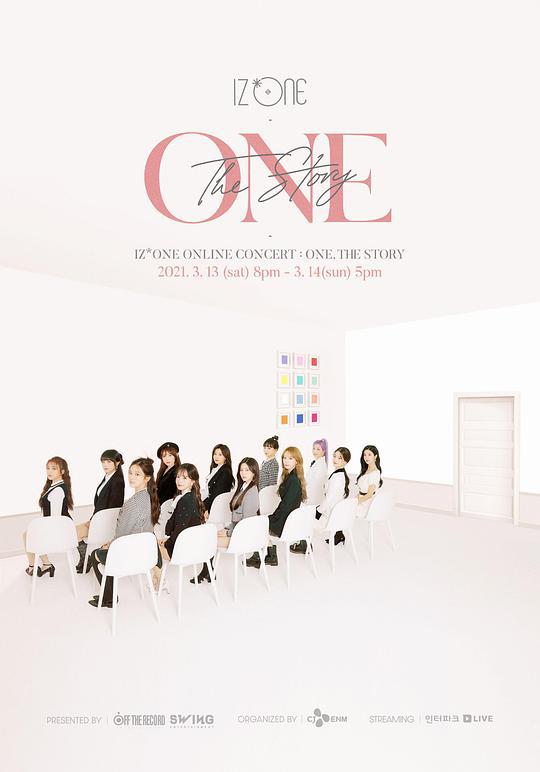 IZ*ONE
ONE
The Story
IZ*ONE ONLINE CONCERT : ONE, THE STORY
2021. 3. 13 (sat) 8pm - 3. 14(sun) 5pm
PRESENTED BY | OFF THE RECORD SWING ENTERTAINMENT ORGANIZED BY | CJ ENM STREAMING | 인터파크 LIVE